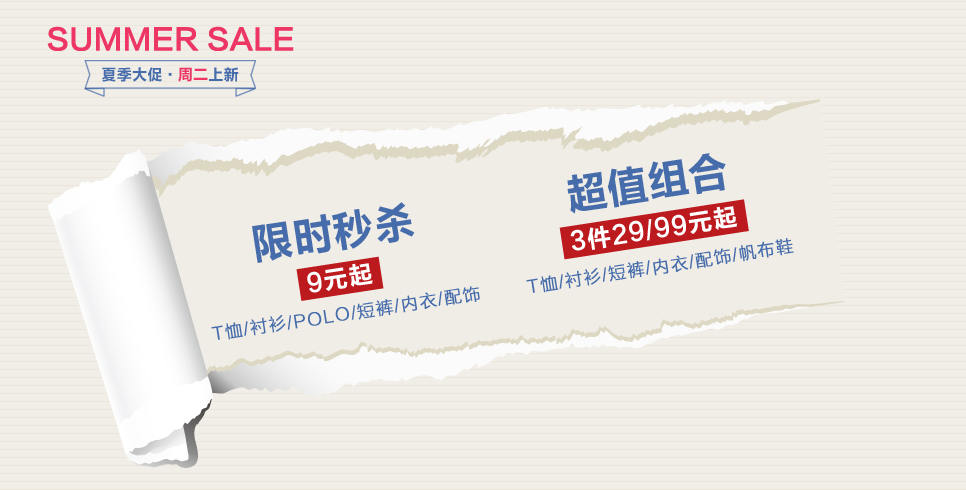 SUMMER SALE
夏季大促·周二上新
限时秒杀
9元起
T恤/衬衫/POLO/短裤/内衣/配饰
超值组合
3件29/99元起
T恤/衬衫/短裤/内衣/配饰/帆布鞋